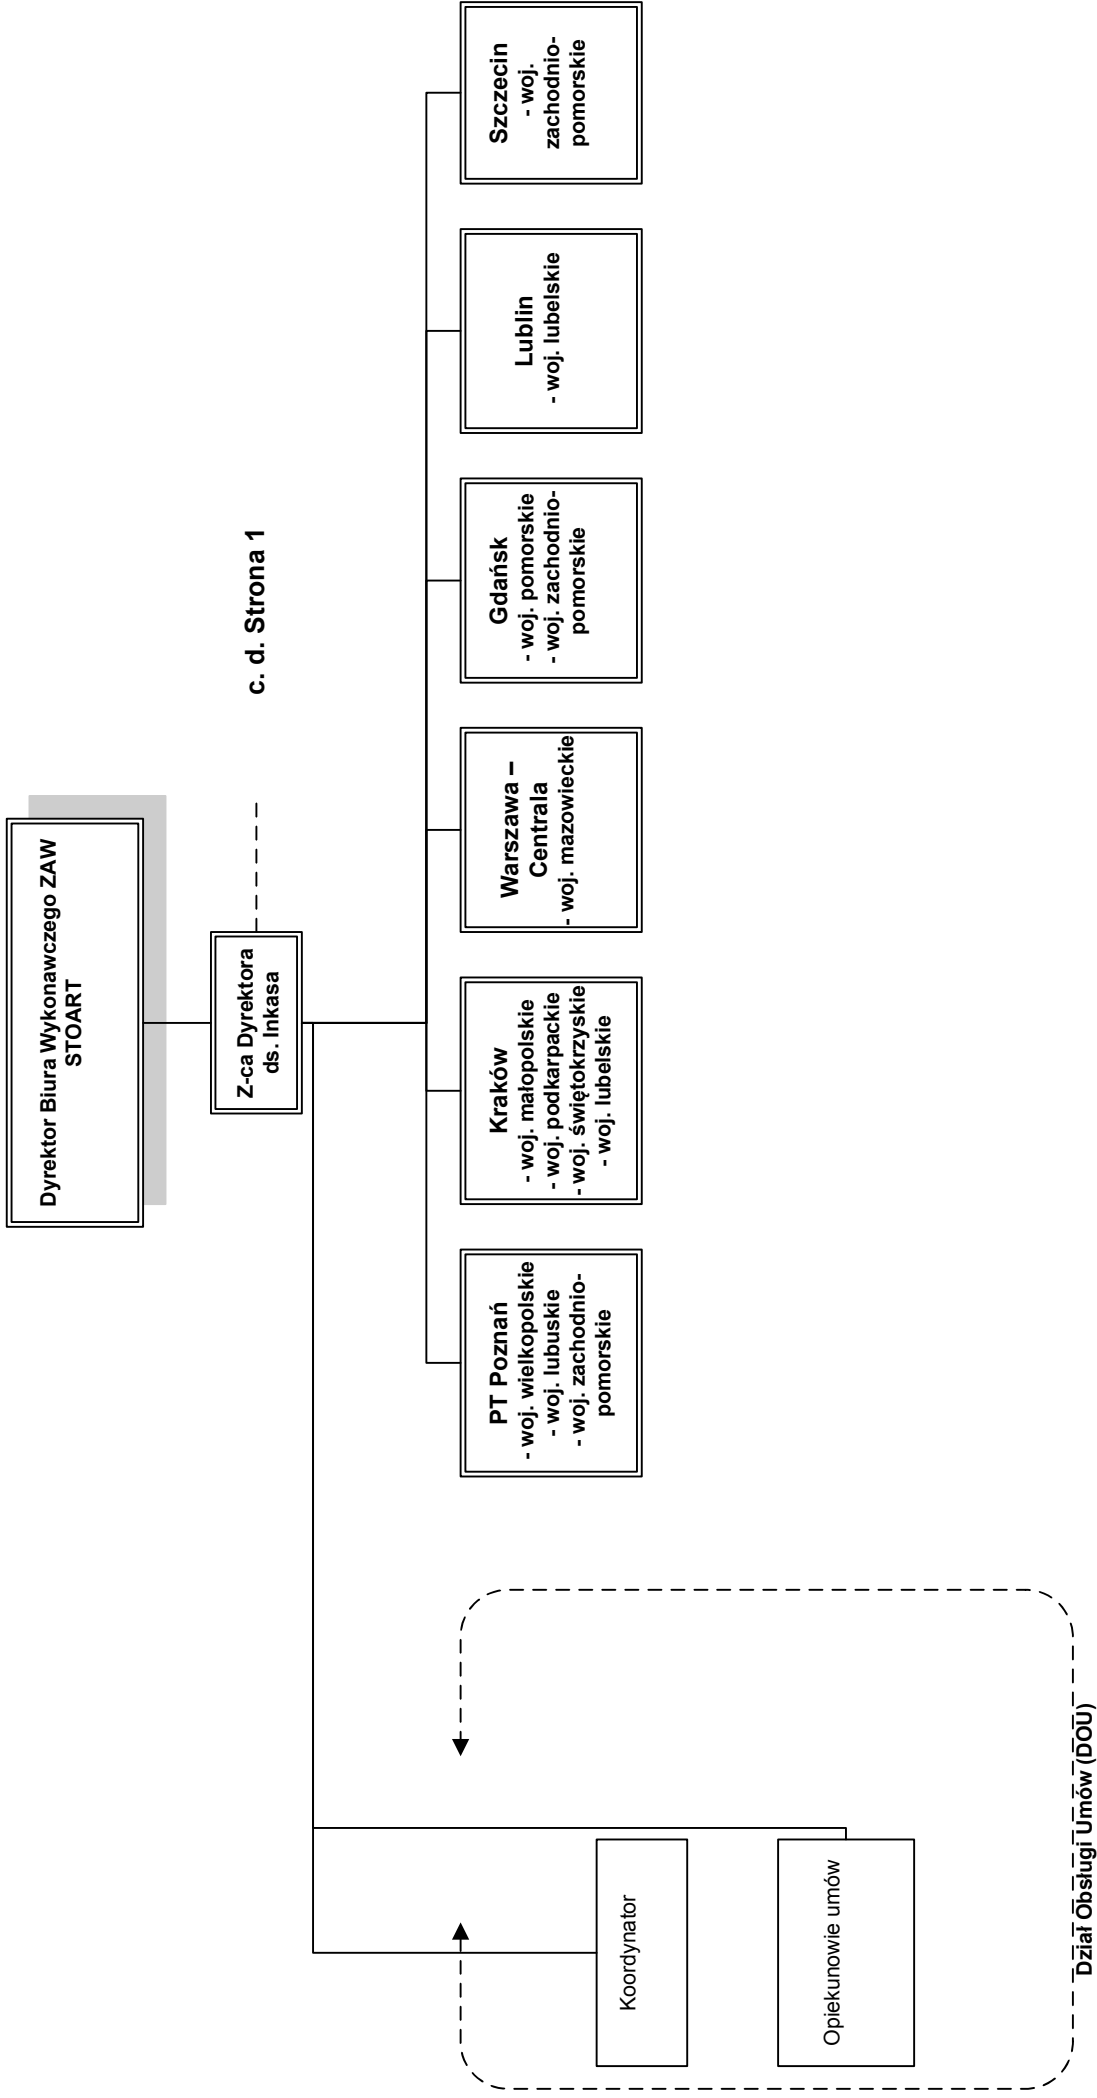 Dyrektor Biura Wykonawczego ZAW
STOART
Z-ca Dyrektora
ds. Inkasa
c. d. Strona 1
Koordynator
Opiekunowie umów
Dział Obsługi Umów (DOU)
PT Poznań
- woj. wielkopolskie
- woj. lubuskie
- woj. zachodnio-
pomorskie
Kraków
- woj. małopolskie
- woj. podkarpackie
- woj. świętokrzyskie
- woj. lubelskie
Warszawa –
Centrala
- woj. mazowieckie
Gdańsk
- woj. pomorskie
- woj. zachodnio-
pomorskie
Lublin
- woj. lubelskie
Szczecin
- woj.
zachodnio-
pomorskie